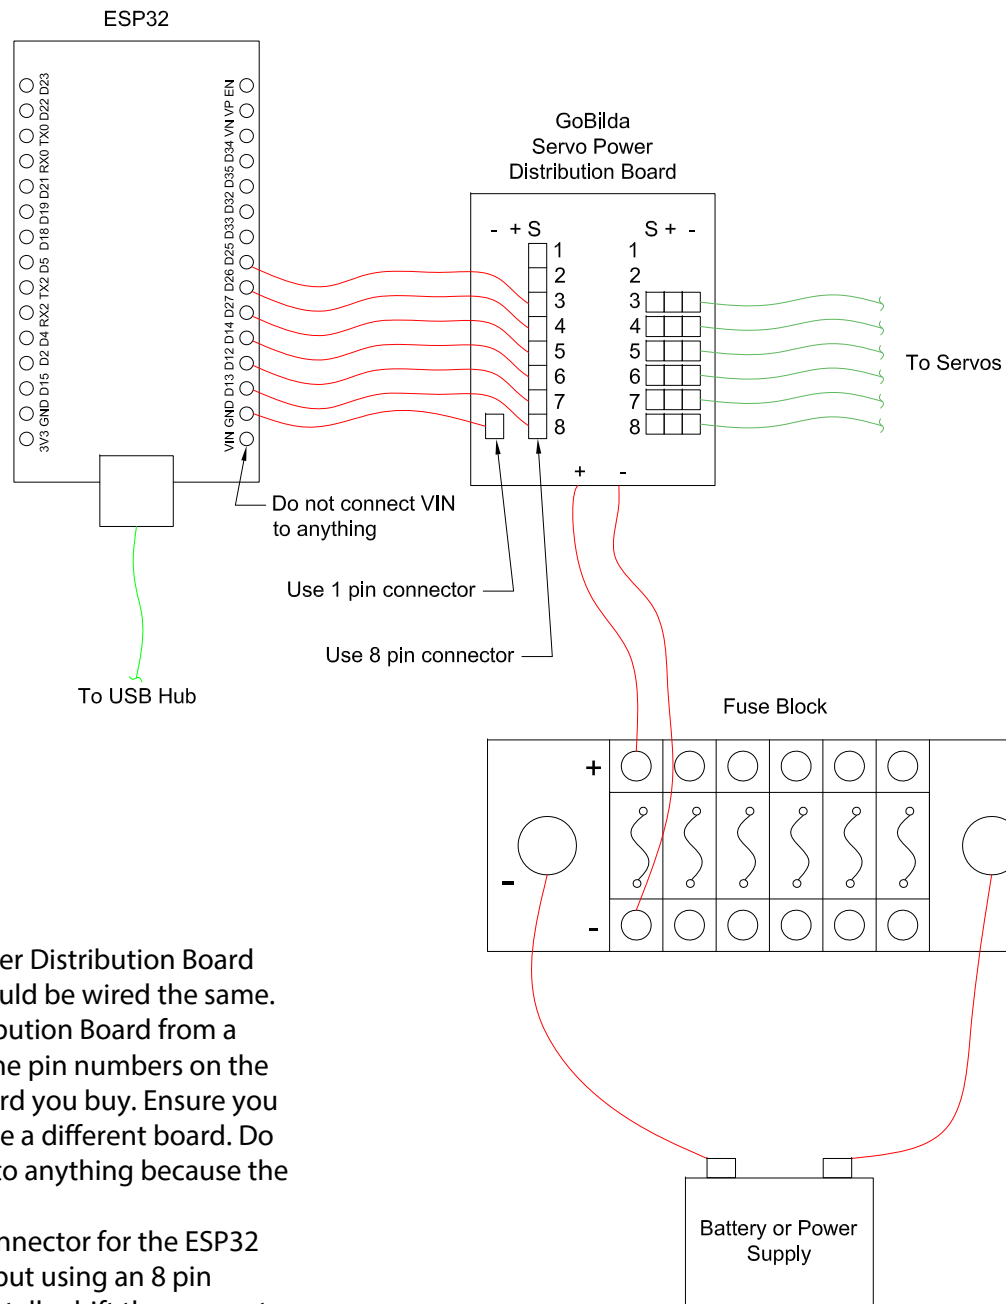 ESP32
D23
D22
TX0
RX0
D21
D19
D18
D5
TX2
RX2
D4
D2
D15
GND
3V3
EN
VP
VN
D34
D35
D32
D33
D25
D26
D27
D14
D12
D13
GND
VIN
GoBilda
Servo Power
Distribution Board
- + S
1
2
3
4
5
6
7
8
S + -
1
2
3
4
5
6
7
8
+ -
To Servos
Do not connect VIN
to anything
Use 1 pin connector
Use 8 pin connector
To USB Hub
Fuse Block
+
-
-
er Distribution Board
uld be wired the same.
bution Board from a
ne pin numbers on the
rd you buy. Ensure you
e a different board. Do
to anything because the
nnector for the ESP32
out using an 8 pin
Battery or Power
Supply